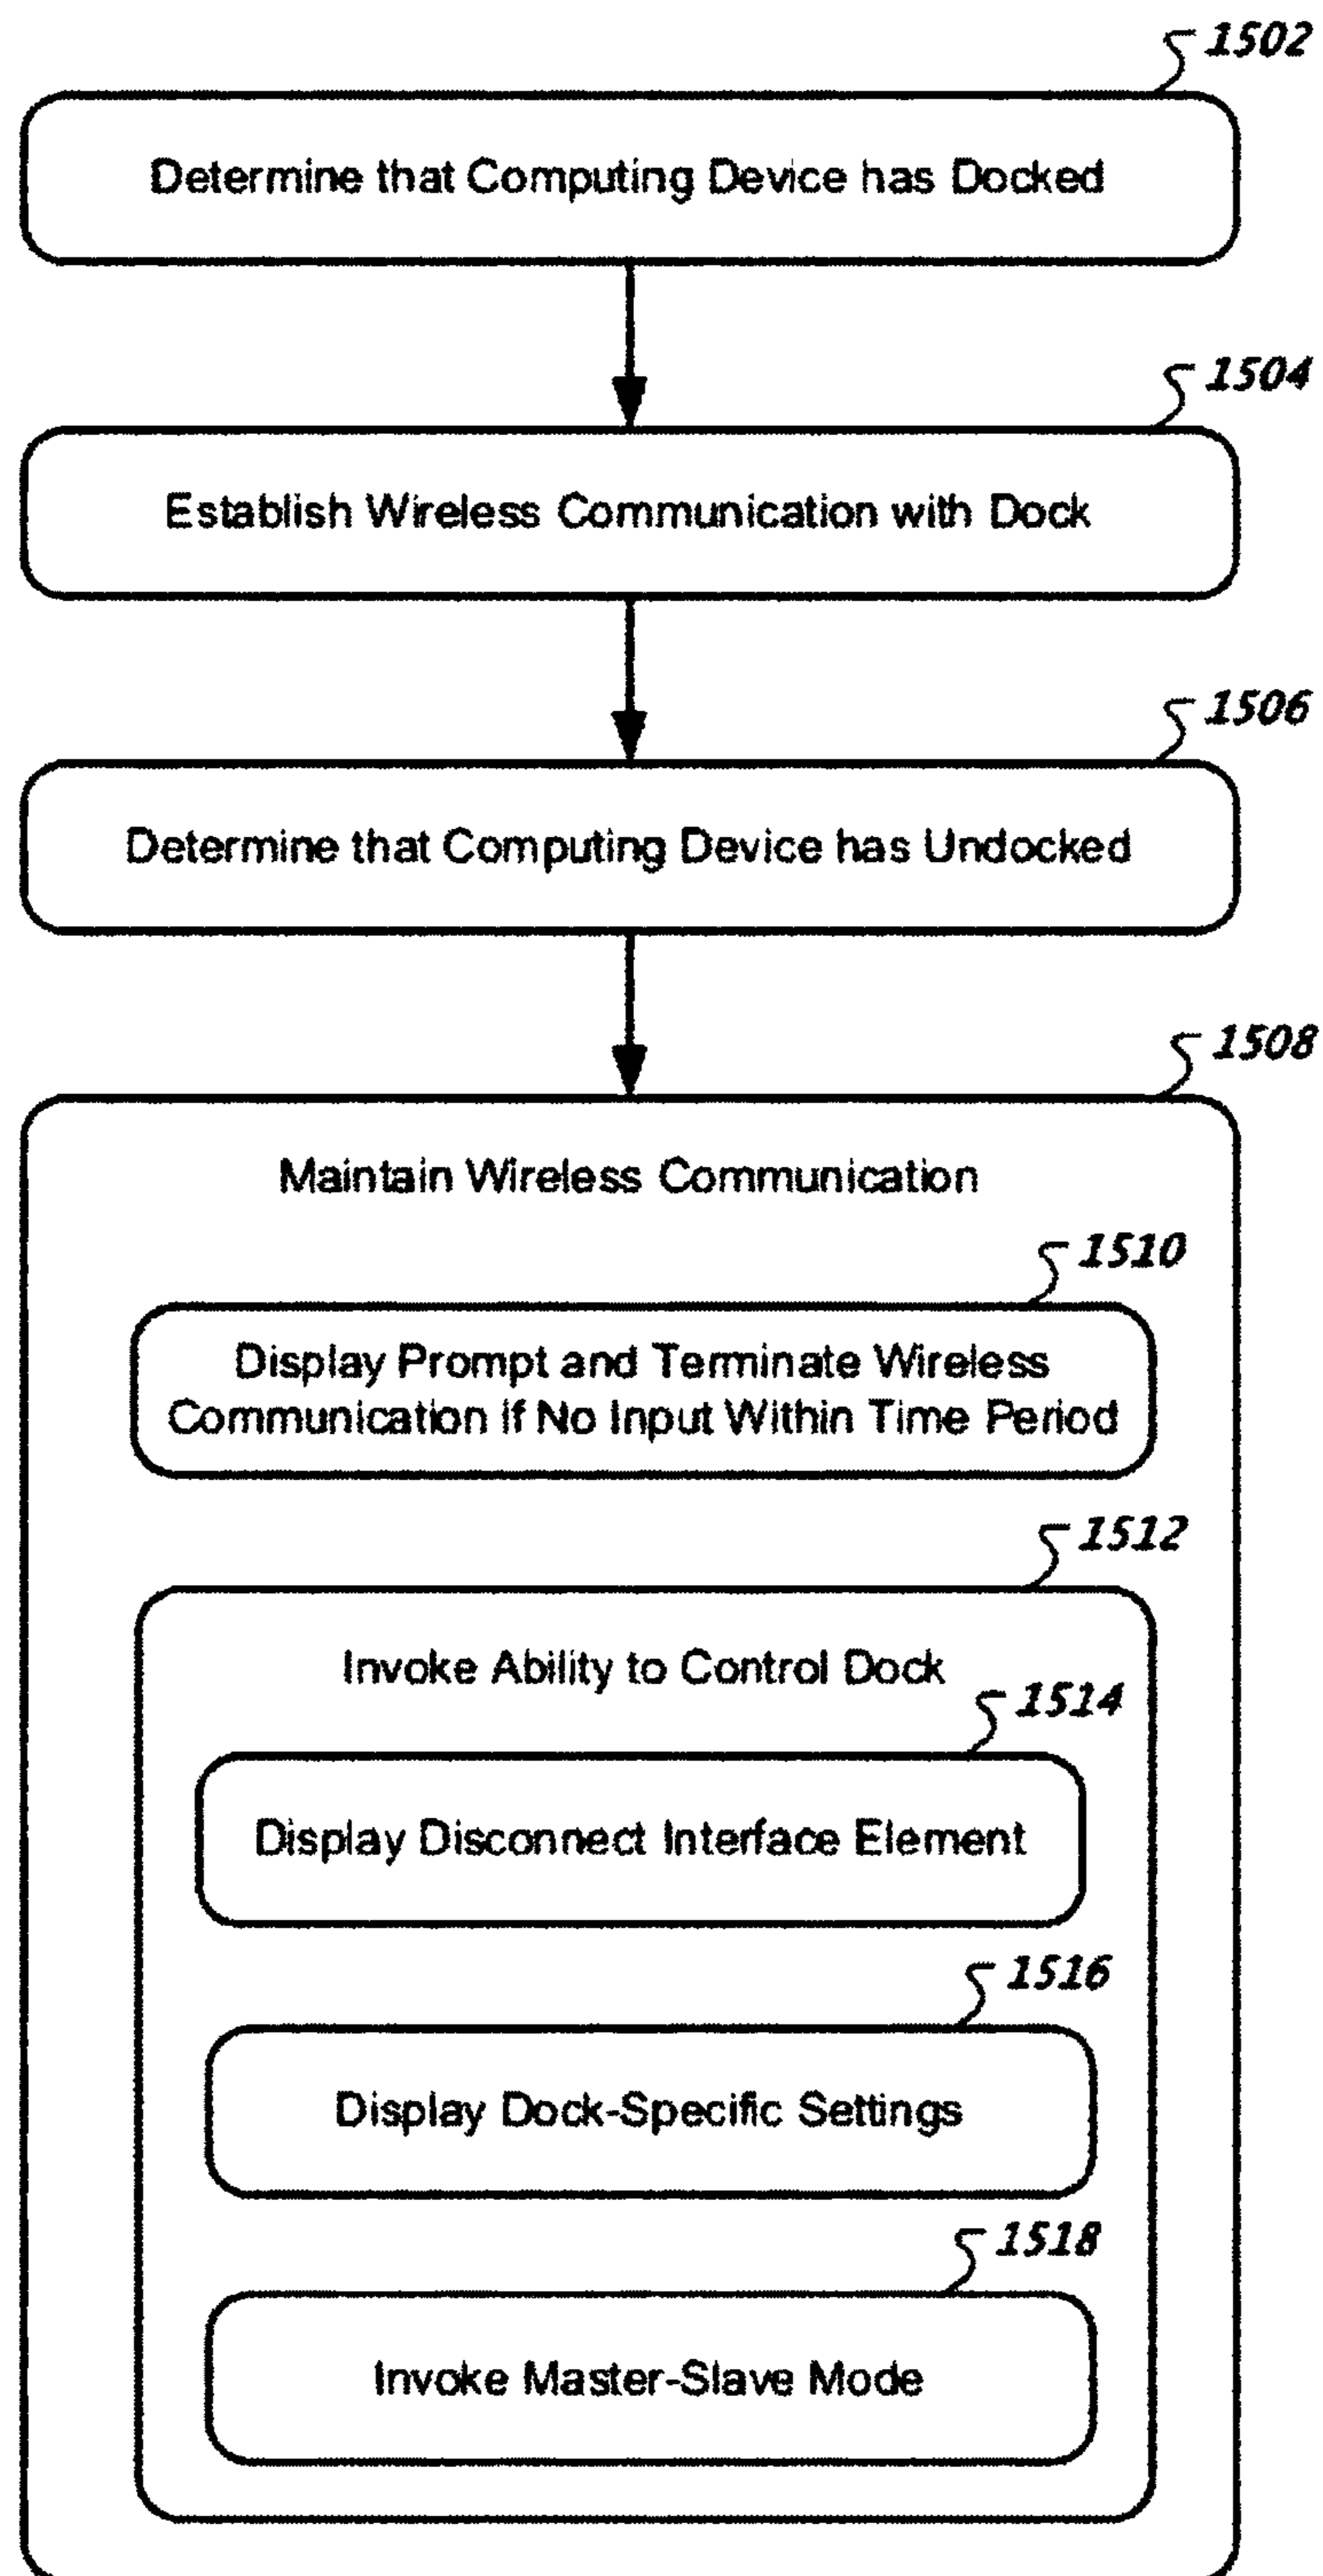 1502
Determine that Computing Device has Docked
1504
Establish Wireless Communication with Dock
1506
Determine that Computing Device has Undocked
1508
Maintain Wireless Communication
1510
Display Prompt and Terminate Wireless
Communication if No Input Within Time Period
1512
Invoke Ability to Control Dock
1514
Display Disconnect Interface Element
1516
Display Dock-Specific Settings
1518
Invoke Master-Slave Mode